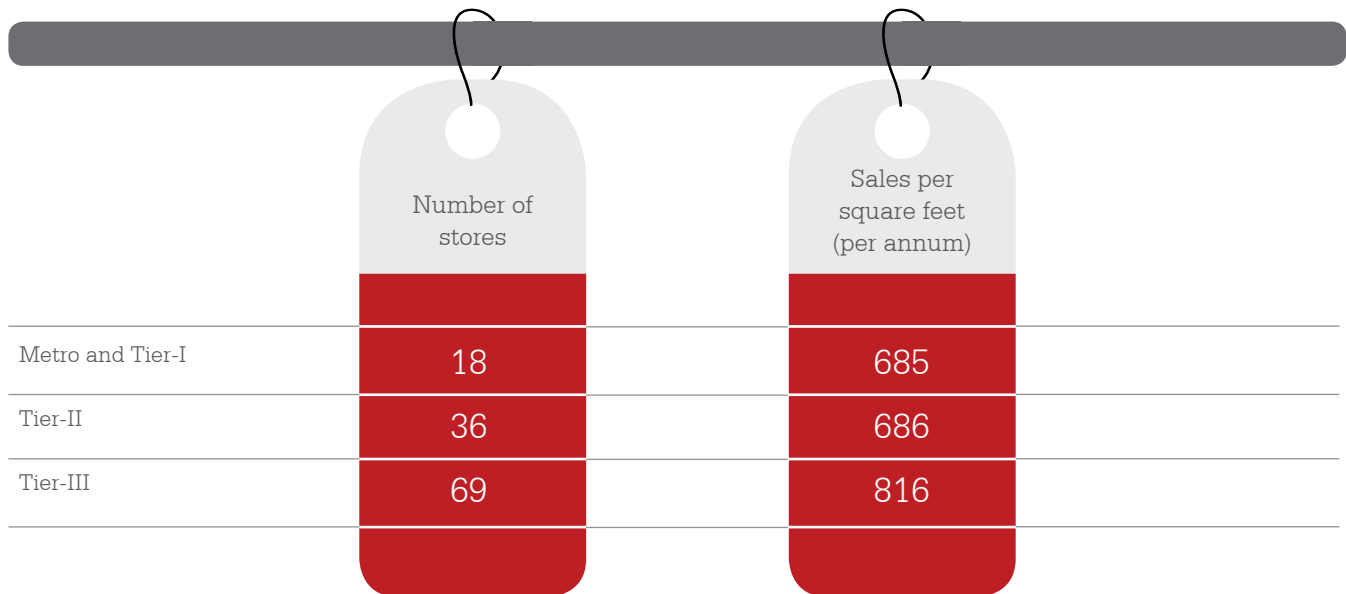 Number of
stores
Sales per
square feet
(per annum)
Metro and Tier-I 18 685
Tier-II 36 686
Tier-III 69 816